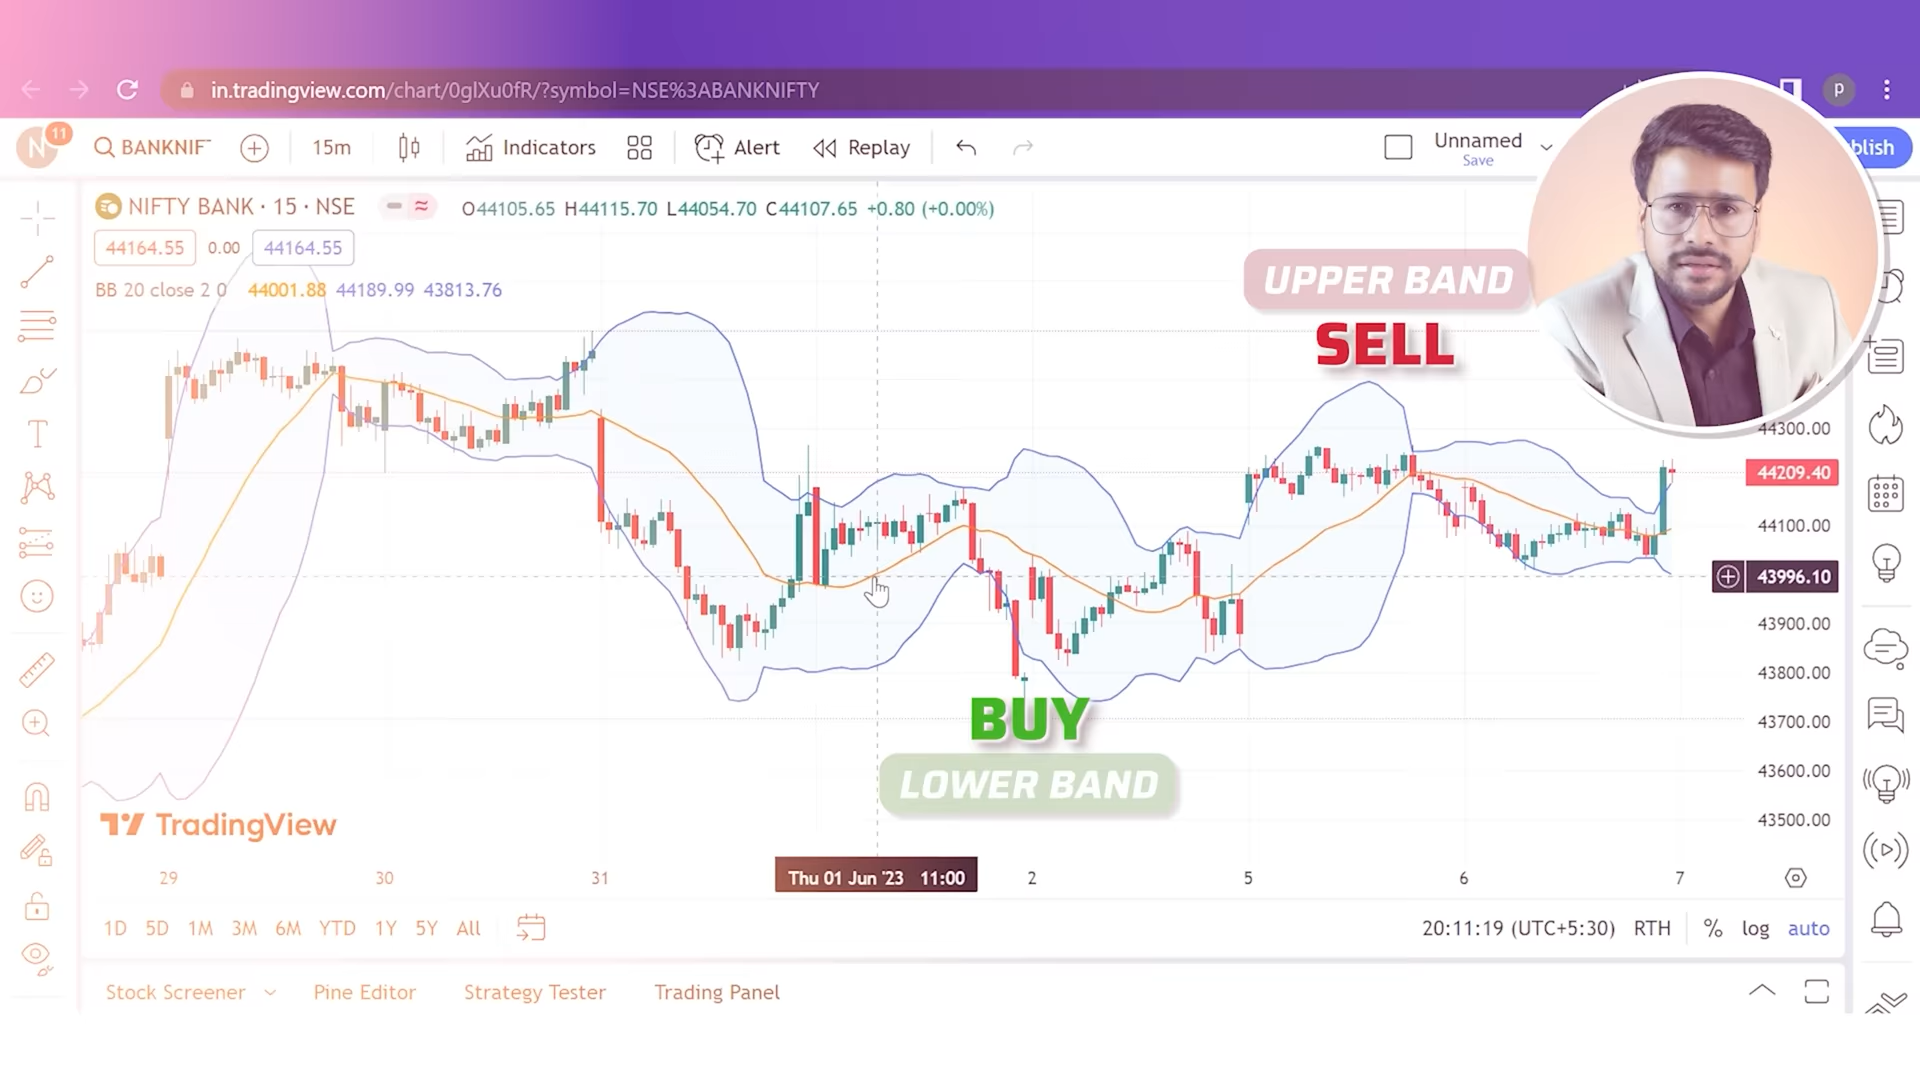 in.tradingview.com/chart/0glXu0fR/?symbol=NSE%3ABANKNIFTY
p
N 11 BANKNIF 15m Indicators Alert Replay Unnamed blish
Save
NIFTY BANK · 15 · NSE O44105.65 H44115.70 L44054.70 C44107.65 +0.80 (+0.00%)
44164.55 0.00 44164.55
BB 20 close 2 0 44001.88 44189.99 43813.76
UPPER BAND
SELL
44300.00
44209.40
44100.00
43996.10
43900.00
43800.00
43700.00
43600.00
43500.00
BUY
LOWER BAND
TradingView
29 30 31 Thu 01 Jun '23 11:00 2 5 6 7
1D 5D 1M 3M 6M YTD 1Y 5Y All 20:11:19 (UTC+5:30) RTH % log auto
Stock Screener Pine Editor Strategy Tester Trading Panel